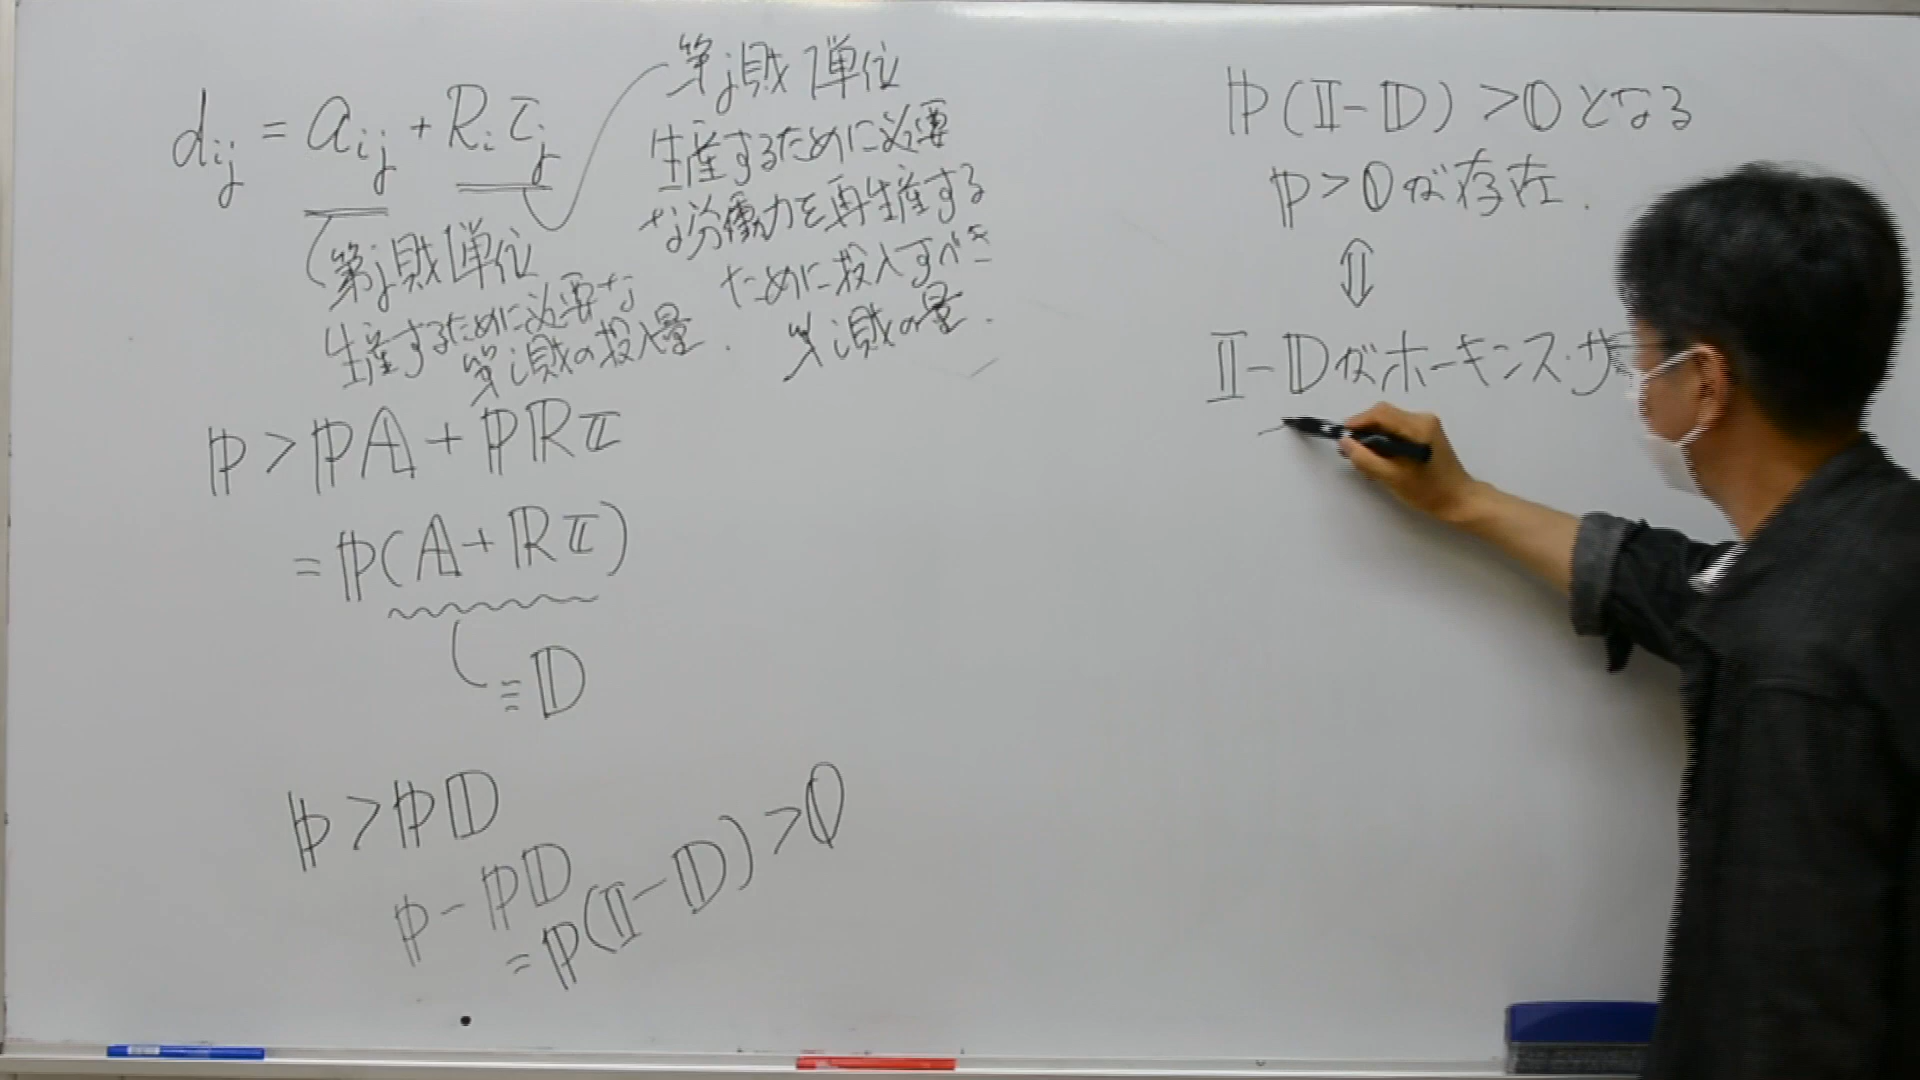 dij = aij + Riτj
第j財1単位
生産するために必要
な労働力を再生産する
ために投入すべき
第i財の量.
第j財1単位
生産するために必要な
第i財の投入量.
ℙ > ℙ𝔸 + ℙℝτ
= ℙ(𝔸 + ℝτ)
≡ 𝔻
ℙ > ℙ𝔻
ℙ - ℙ𝔻
= ℙ(𝕀 - 𝔻) > 𝟘
ℙ(𝕀 - 𝔻) > 𝟘 となる
ℙ > 𝟘 が存在.
⇕
𝕀 - 𝔻 がホーキンス・サ